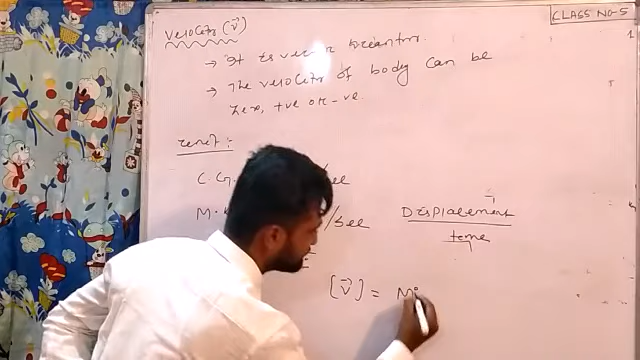 CLASS NO-5
Velocity (v⃗)
→ It is vector Quantity.
→ The velocity of body can be
Zero, +ve or -ve
unit :-
C.G.
M.
/sec
Displacement
time
[v⃗] = M°